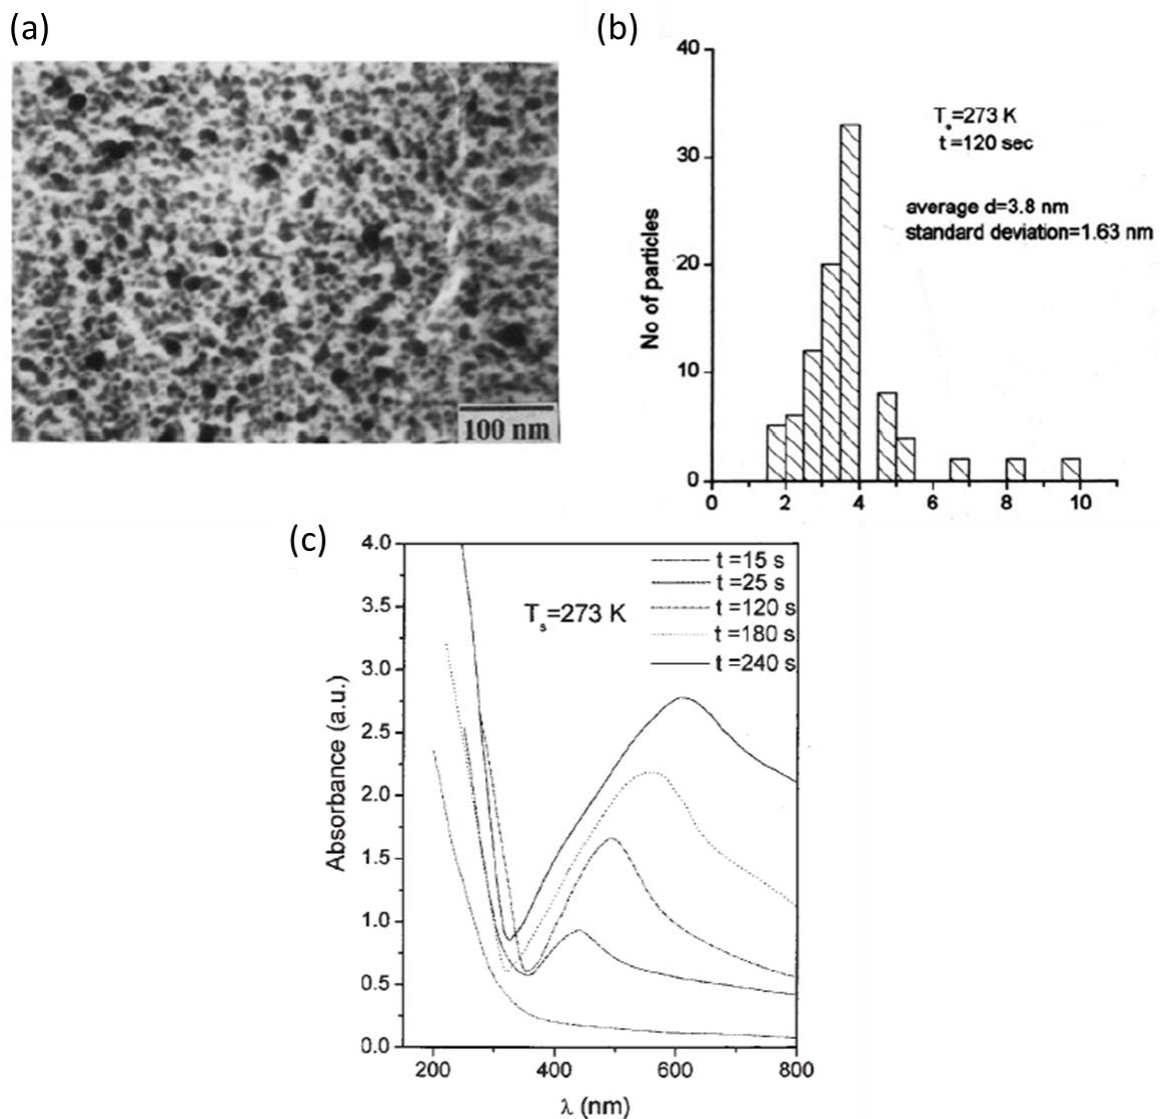 (a)
100 nm
(b)
40
30
20
10
0
No of particles
Ts=273 K
t=120 sec
average d=3.8 nm
standard deviation=1.63 nm
0 2 4 6 8 10
(c)
4.0
3.5
3.0
2.5
2.0
1.5
1.0
0.5
0.0
Absorbance (a.u.)
Ts=273 K
t=15 s
t=25 s
t=120 s
t=180 s
t=240 s
200 400 600 800
λ (nm)